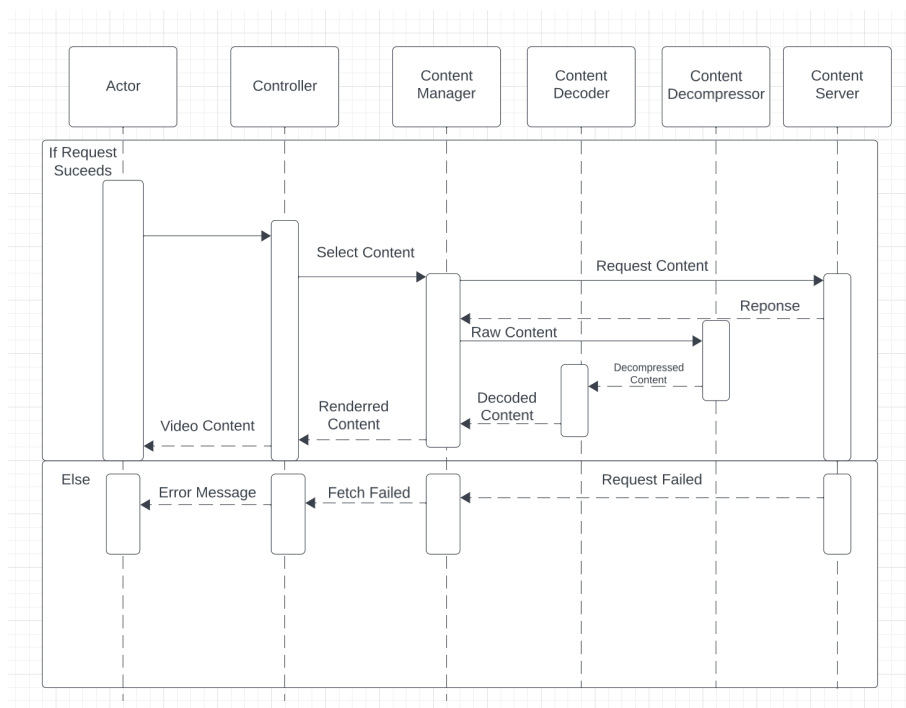 Actor
Controller
Content
Manager
Content
Decoder
Content
Decompressor
Content
Server
If Request
Suceeds
Select Content
Request Content
Reponse
Raw Content
Decompressed
Content
Decoded
Content
Renderred
Content
Video Content
Else
Request Failed
Fetch Failed
Error Message